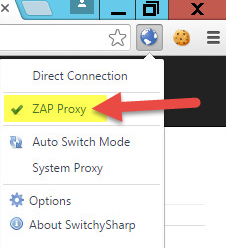 Direct Connection
ZAP Proxy
Auto Switch Mode
System Proxy
Options
About SwitchySharp